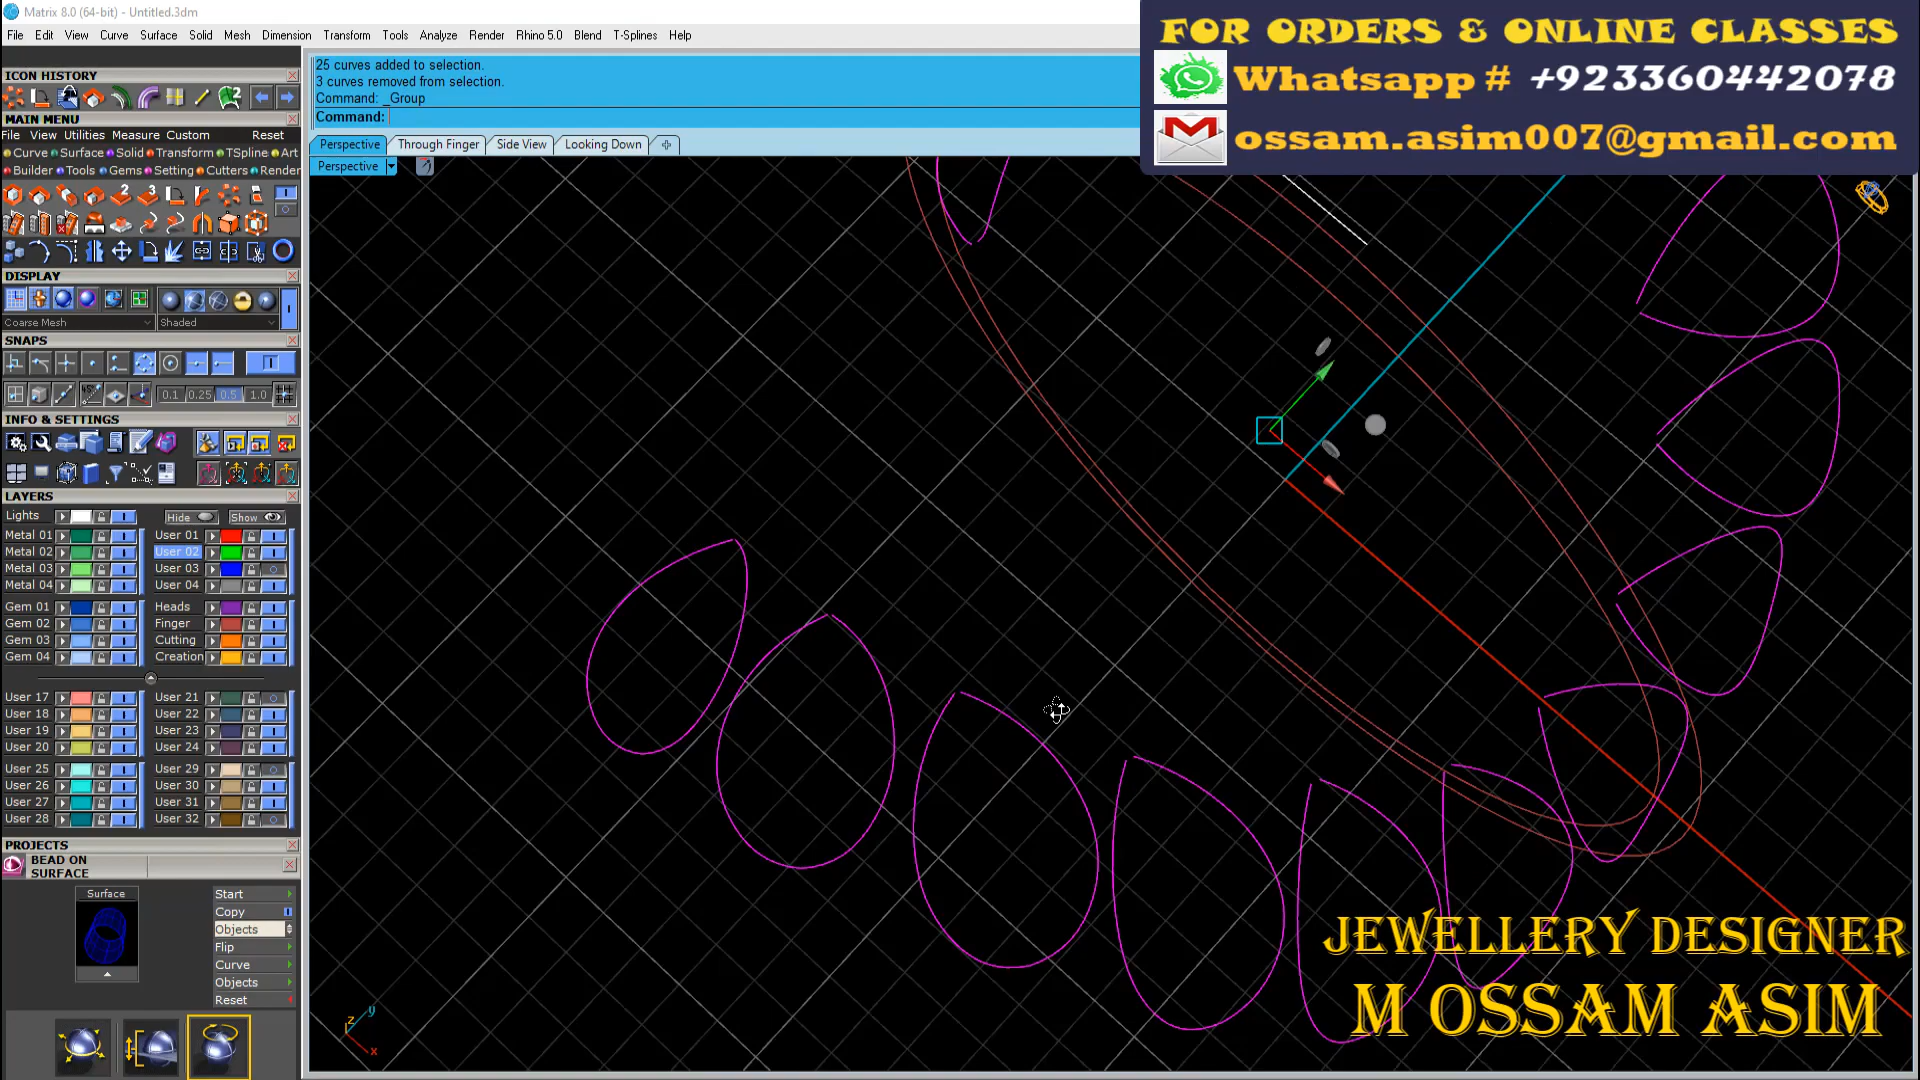 Matrix 8.0 (64-bit) - Untitled.3dm
File Edit View Curve Surface Solid Mesh Dimension Transform Tools Analyze Render Rhino 5.0 Blend T-Splines Help
FOR ORDERS & ONLINE CLASSES
Whatsapp # +923360442078
ossam.asim007@gmail.com
25 curves added to selection.
3 curves removed from selection.
Command: _Group
Command:
Perspective Through Finger Side View Looking Down
Perspective
ICON HISTORY
MAIN MENU
File View Utilities Measure Custom Reset
Curve Surface Solid Transform TSpline Art
Builder Tools Gems Setting Cutters Render
DISPLAY
Coarse Mesh Shaded
SNAPS
0.1 0.25 0.5 1.0
INFO & SETTINGS
LAYERS
Lights Hide Show
Metal 01 User 01
Metal 02 User 02
Metal 03 User 03
Metal 04 User 04
Gem 01 Heads
Gem 02 Finger
Gem 03 Cutting
Gem 04 Creation
User 17 User 21
User 18 User 22
User 19 User 23
User 20 User 24
User 25 User 29
User 26 User 30
User 27 User 31
User 28 User 32
PROJECTS
BEAD ON
SURFACE
Surface
Start
Copy
Objects
Flip
Curve
Objects
Reset
z y
x
JEWELLERY DESIGNER
M OSSAM ASIM